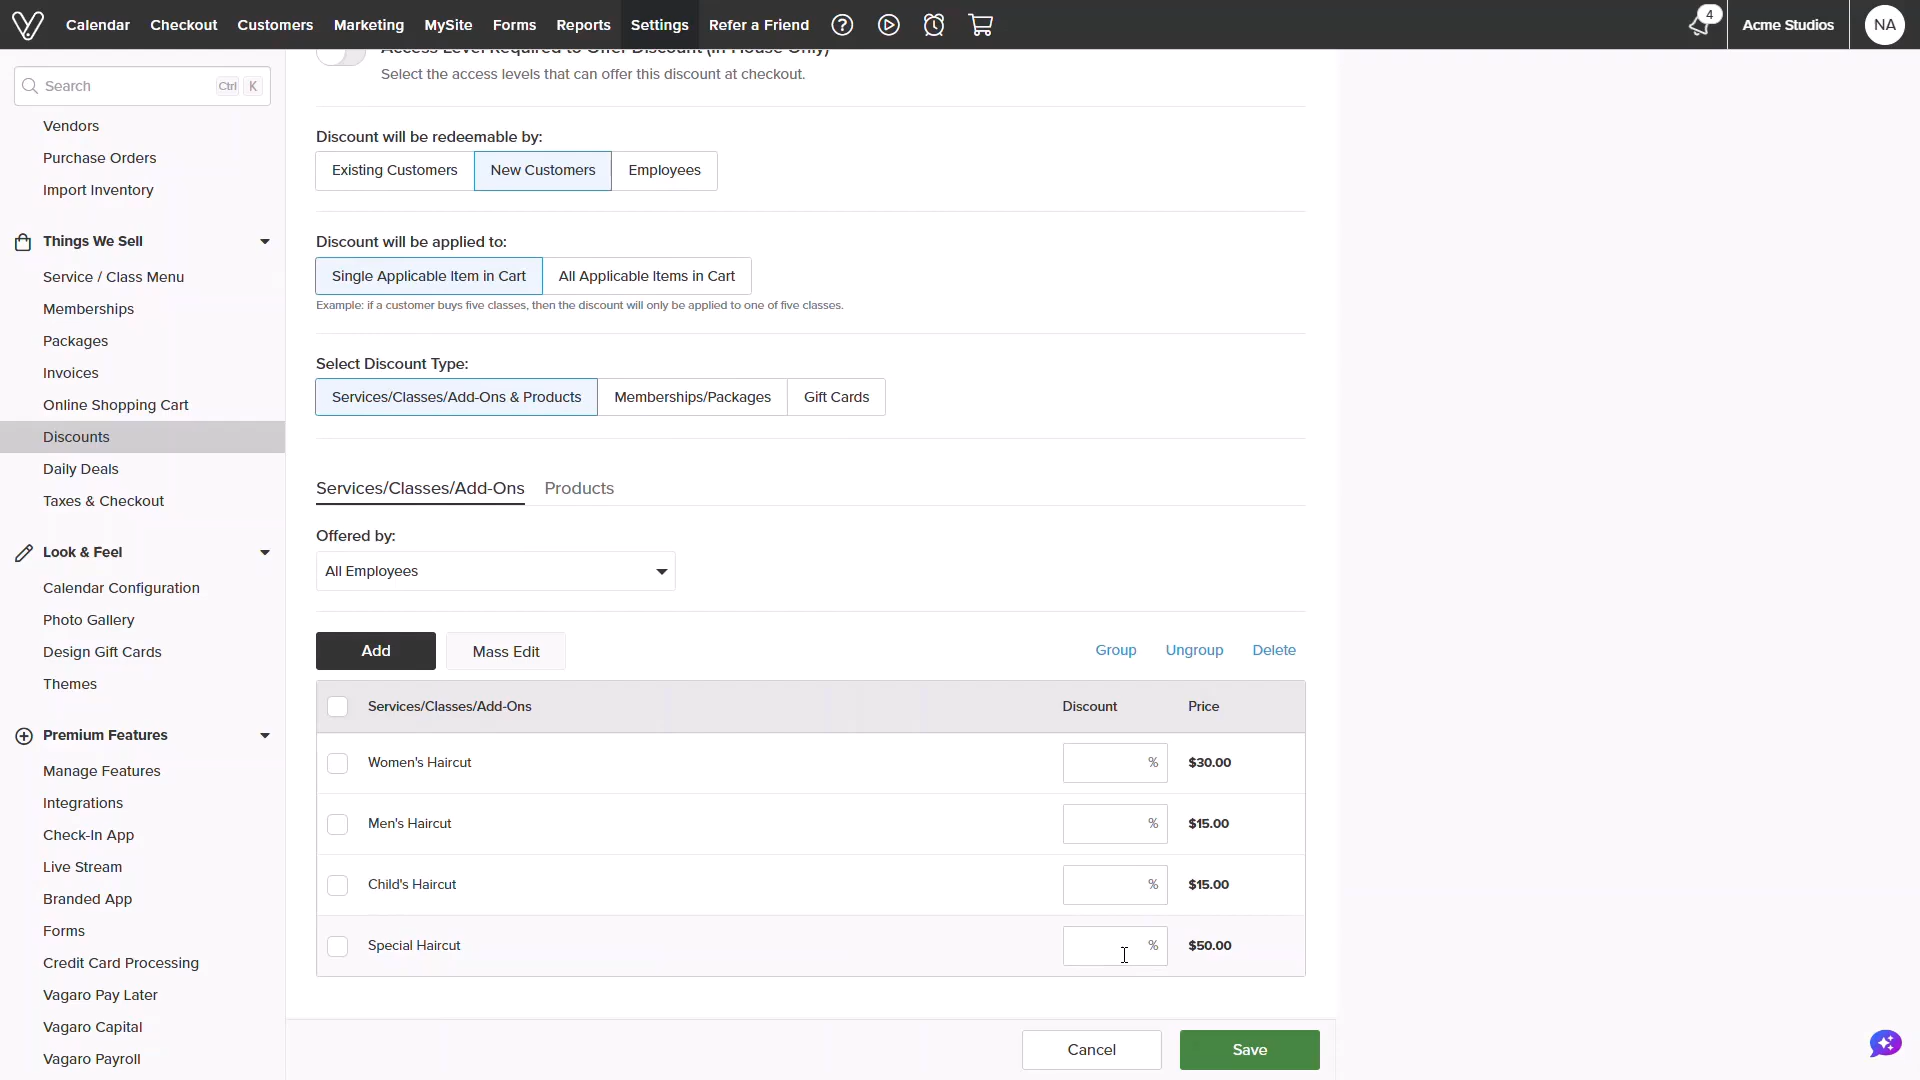 Calendar Checkout Customers Marketing MySite Forms Reports Settings Refer a Friend
4
Acme Studios
NA
Search
Ctrl K
Vendors
Purchase Orders
Import Inventory
Things We Sell
Service / Class Menu
Memberships
Packages
Invoices
Online Shopping Cart
Discounts
Daily Deals
Taxes & Checkout
Look & Feel
Calendar Configuration
Photo Gallery
Design Gift Cards
Themes
Premium Features
Manage Features
Integrations
Check-In App
Live Stream
Branded App
Forms
Credit Card Processing
Vagaro Pay Later
Vagaro Capital
Vagaro Payroll
Access Level Required to Offer Discount (In-House Only)
Select the access levels that can offer this discount at checkout.
Discount will be redeemable by:
Existing Customers New Customers Employees
Discount will be applied to:
Single Applicable Item in Cart All Applicable Items in Cart
Example: if a customer buys five classes, then the discount will only be applied to one of five classes.
Select Discount Type:
Services/Classes/Add-Ons & Products Memberships/Packages Gift Cards
Services/Classes/Add-Ons Products
Offered by:
All Employees
Add Mass Edit Group Ungroup Delete
Services/Classes/Add-Ons Discount Price
Women's Haircut % $30.00
Men's Haircut % $15.00
Child's Haircut % $15.00
Special Haircut % $50.00
Cancel Save